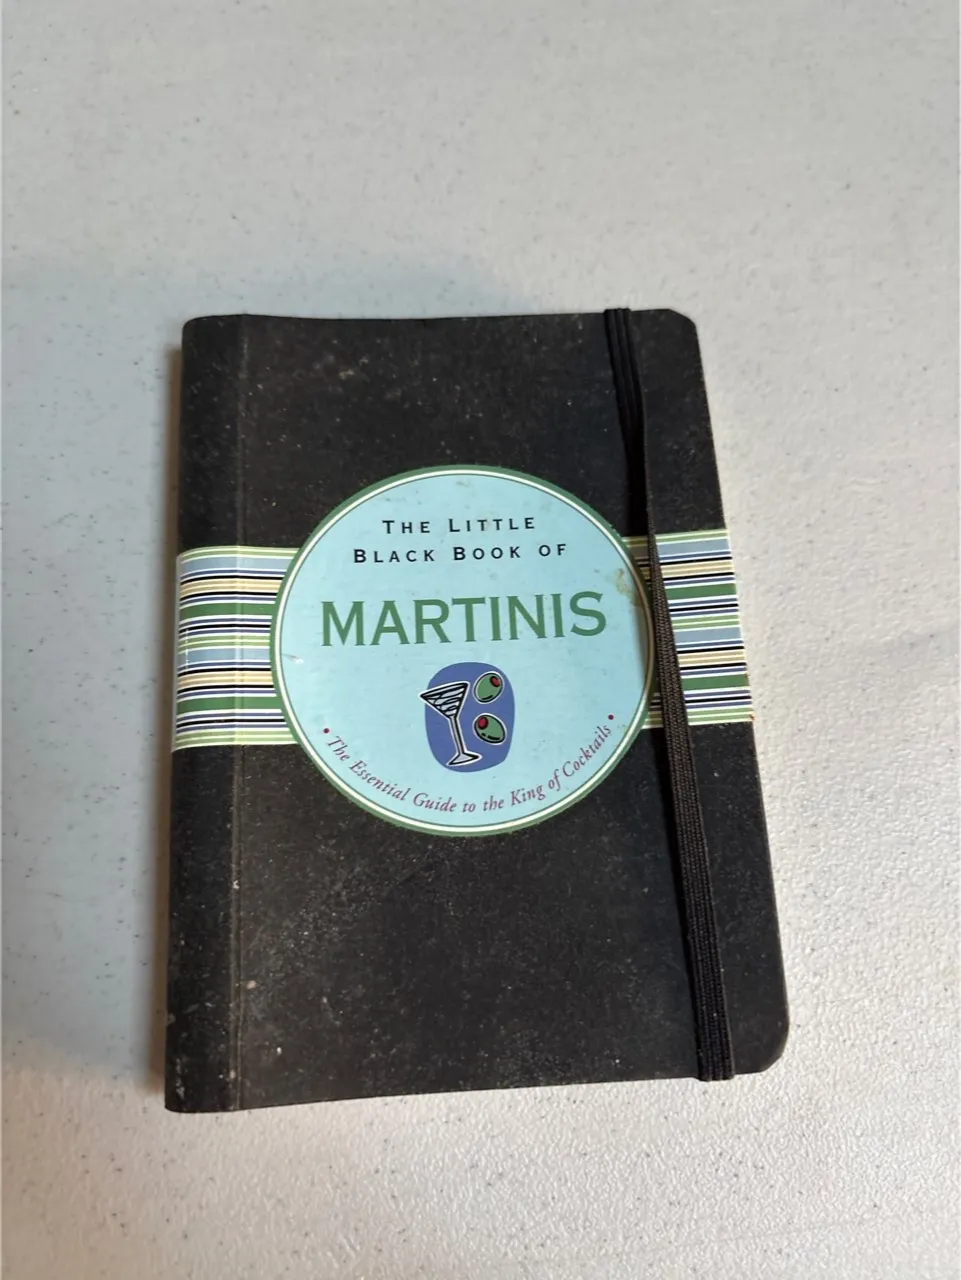 THE LITTLE
BLACK BOOK OF
MARTINIS
• The Essential Guide to the King of Cocktails •